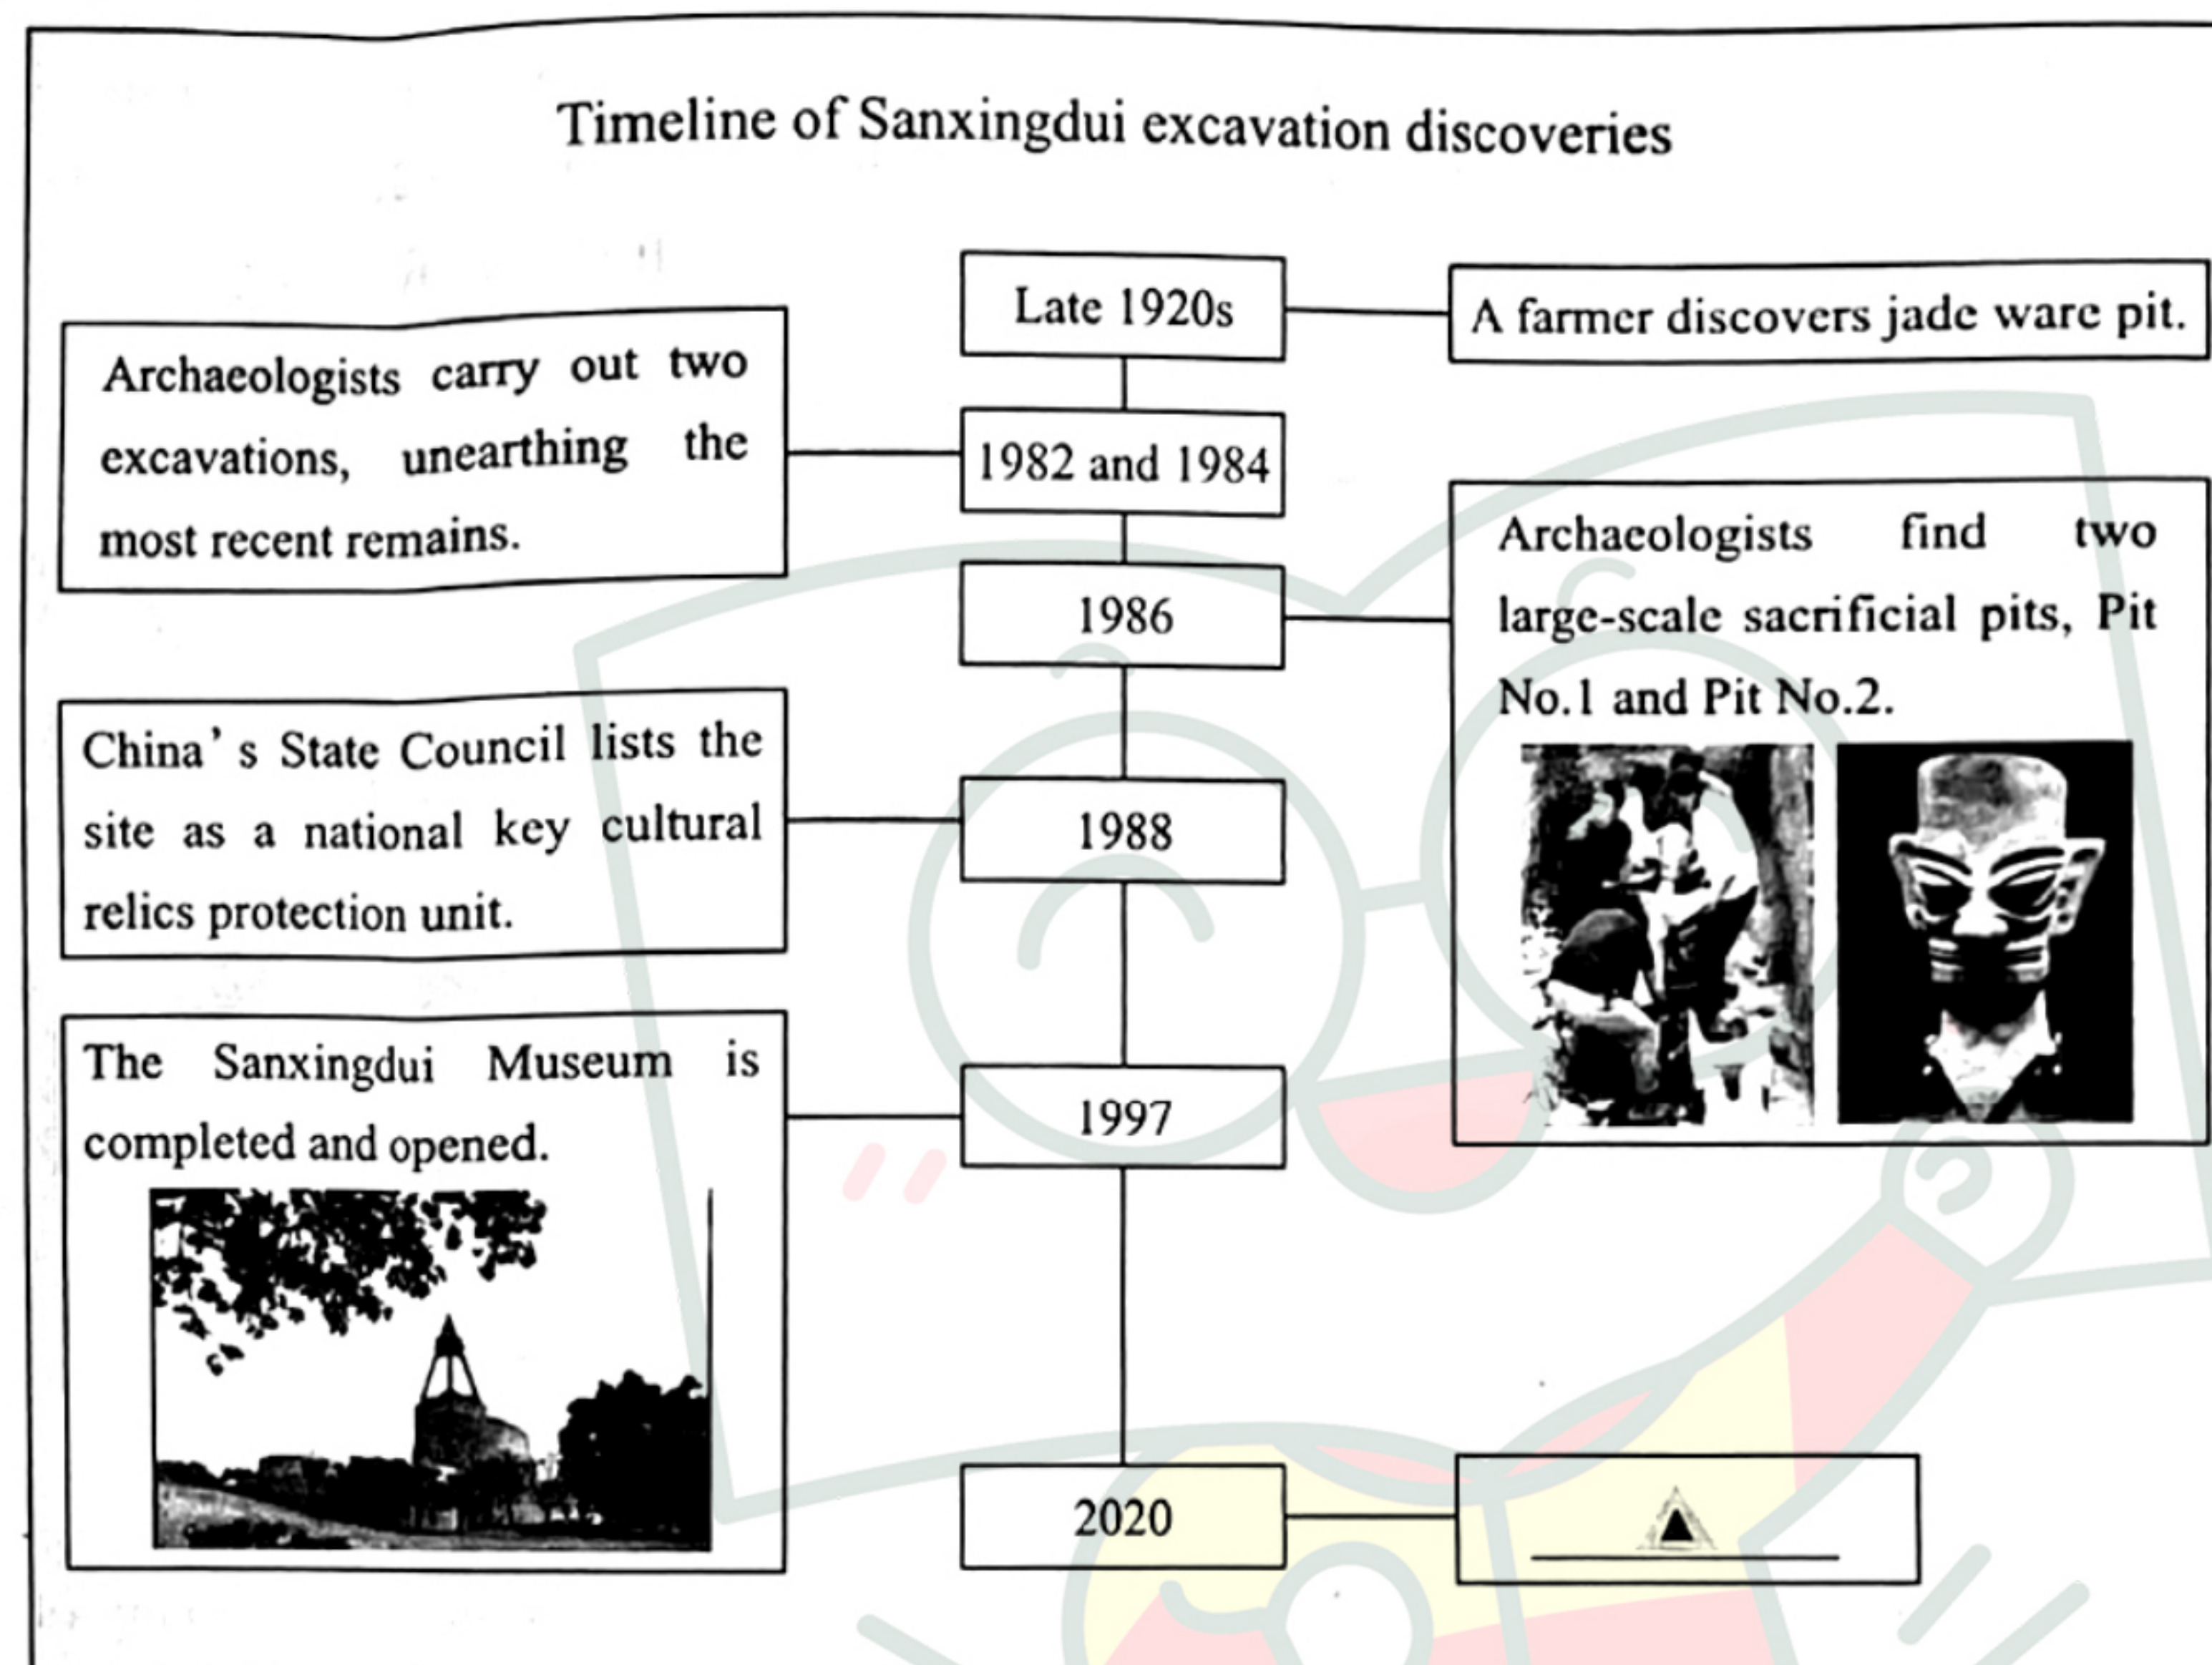 Timeline of Sanxingdui excavation discoveries
Late 1920s
A farmer discovers jade ware pit.
Archaeologists carry out two
excavations, unearthing the
most recent remains.
1982 and 1984
1986
Archaeologists find two
large-scale sacrificial pits, Pit
No.1 and Pit No.2.
China's State Council lists the
site as a national key cultural
relics protection unit.
1988
The Sanxingdui Museum is
completed and opened.
1997
2020